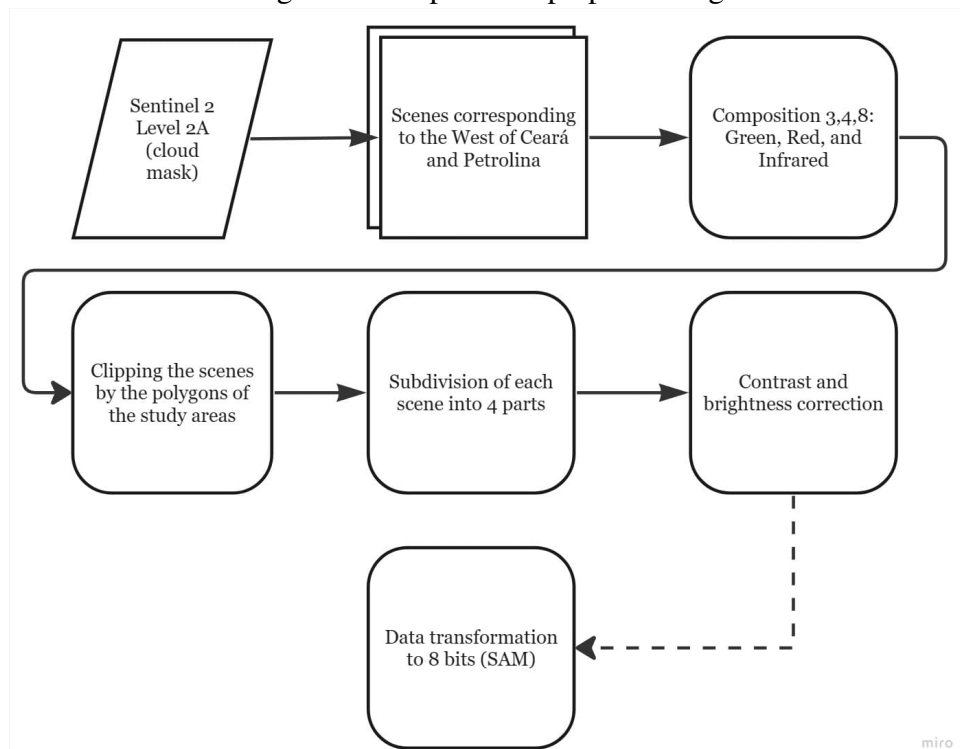 Sentinel 2
Level 2A
(cloud
mask)
Scenes corresponding
to the West of Ceará
and Petrolina
Composition 3,4,8:
Green, Red, and
Infrared
Clipping the scenes
by the polygons of
the study areas
Subdivision of each
scene into 4 parts
Contrast and
brightness correction
Data transformation
to 8 bits (SAM)
miro